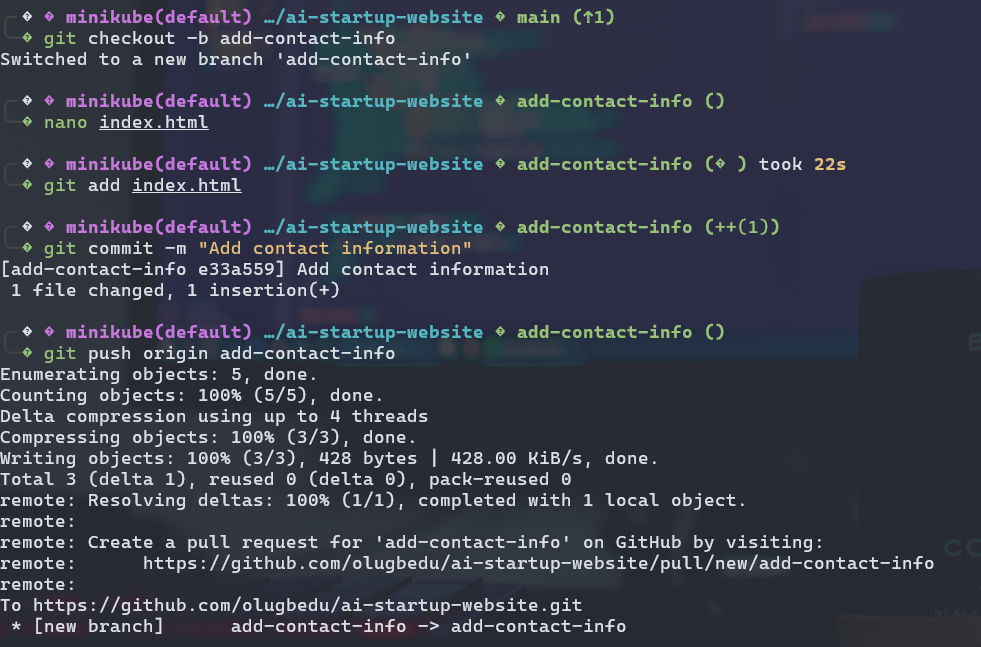 � � minikube(default) …/ai-startup-website � main (↑1)
� git checkout -b add-contact-info
Switched to a new branch 'add-contact-info'
� � minikube(default) …/ai-startup-website � add-contact-info ()
� nano index.html
� � minikube(default) …/ai-startup-website � add-contact-info (� ) took 22s
� git add index.html
� � minikube(default) …/ai-startup-website � add-contact-info (++(1))
� git commit -m "Add contact information"
[add-contact-info e33a559] Add contact information
 1 file changed, 1 insertion(+)
� � minikube(default) …/ai-startup-website � add-contact-info ()
� git push origin add-contact-info
Enumerating objects: 5, done.
Counting objects: 100% (5/5), done.
Delta compression using up to 4 threads
Compressing objects: 100% (3/3), done.
Writing objects: 100% (3/3), 428 bytes | 428.00 KiB/s, done.
Total 3 (delta 1), reused 0 (delta 0), pack-reused 0
remote: Resolving deltas: 100% (1/1), completed with 1 local object.
remote:
remote: Create a pull request for 'add-contact-info' on GitHub by visiting:
remote:      https://github.com/olugbedu/ai-startup-website/pull/new/add-contact-info
remote:
To https://github.com/olugbedu/ai-startup-website.git
 * [new branch]      add-contact-info -> add-contact-info